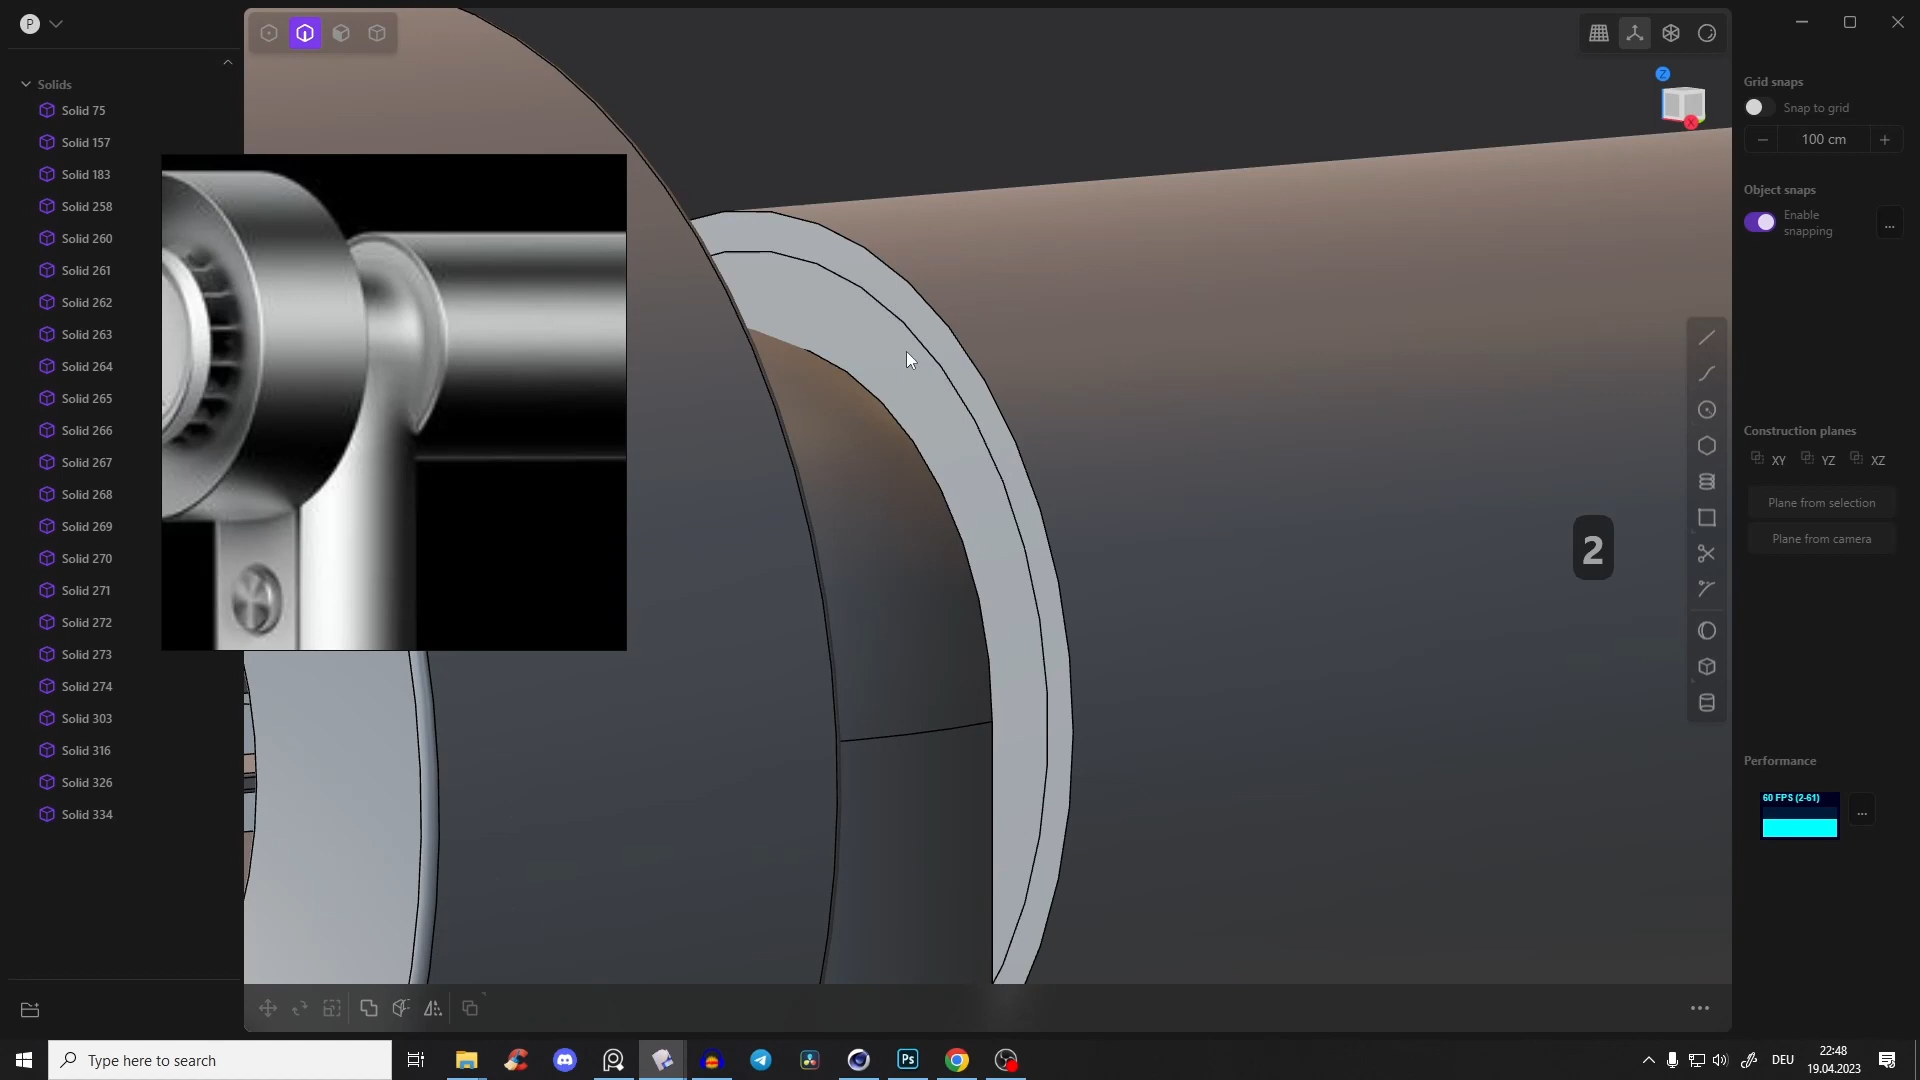 P
Solids
Solid 75
Solid 157
Solid 183
Solid 258
Solid 260
Solid 261
Solid 262
Solid 263
Solid 264
Solid 265
Solid 266
Solid 267
Solid 268
Solid 269
Solid 270
Solid 271
Solid 272
Solid 273
Solid 274
Solid 303
Solid 316
Solid 326
Solid 334
Z
X
2
Grid snaps
Snap to grid
100 cm
Object snaps
Enable
snapping
...
Construction planes
XY
YZ
XZ
Plane from selection
Plane from camera
Performance
60 FPS (2-61)
...
Type here to search
Ps
DEU
22:48
19.04.2023